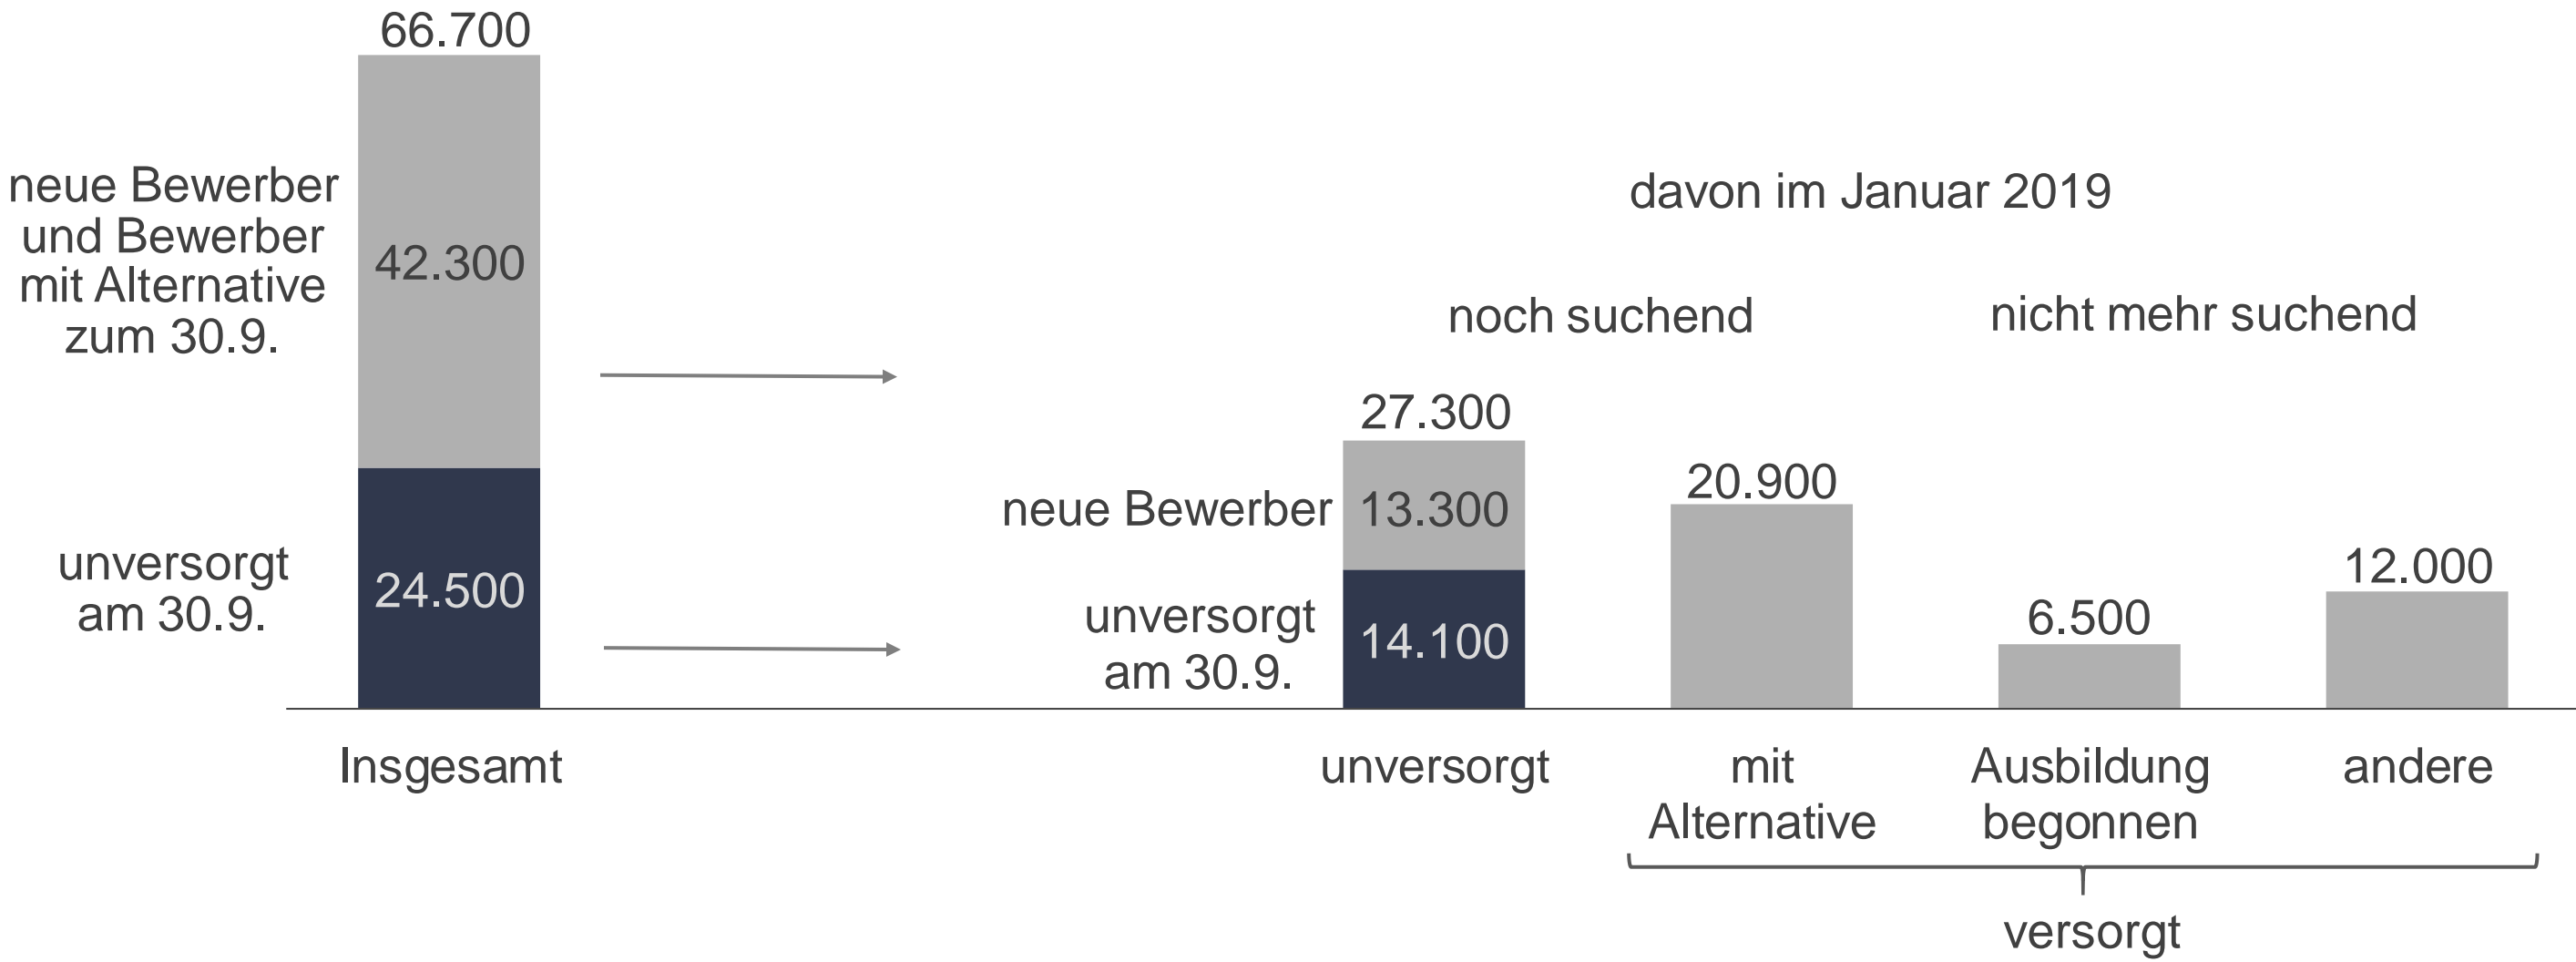 66.700
neue Bewerber
und Bewerber
mit Alternative
zum 30.9.
42.300
unversorgt
am 30.9.
24.500
Insgesamt
davon im Januar 2019
noch suchend
nicht mehr suchend
27.300
neue Bewerber
13.300
unversorgt
am 30.9.
14.100
unversorgt
20.900
mit
Alternative
6.500
Ausbildung
begonnen
12.000
andere
versorgt